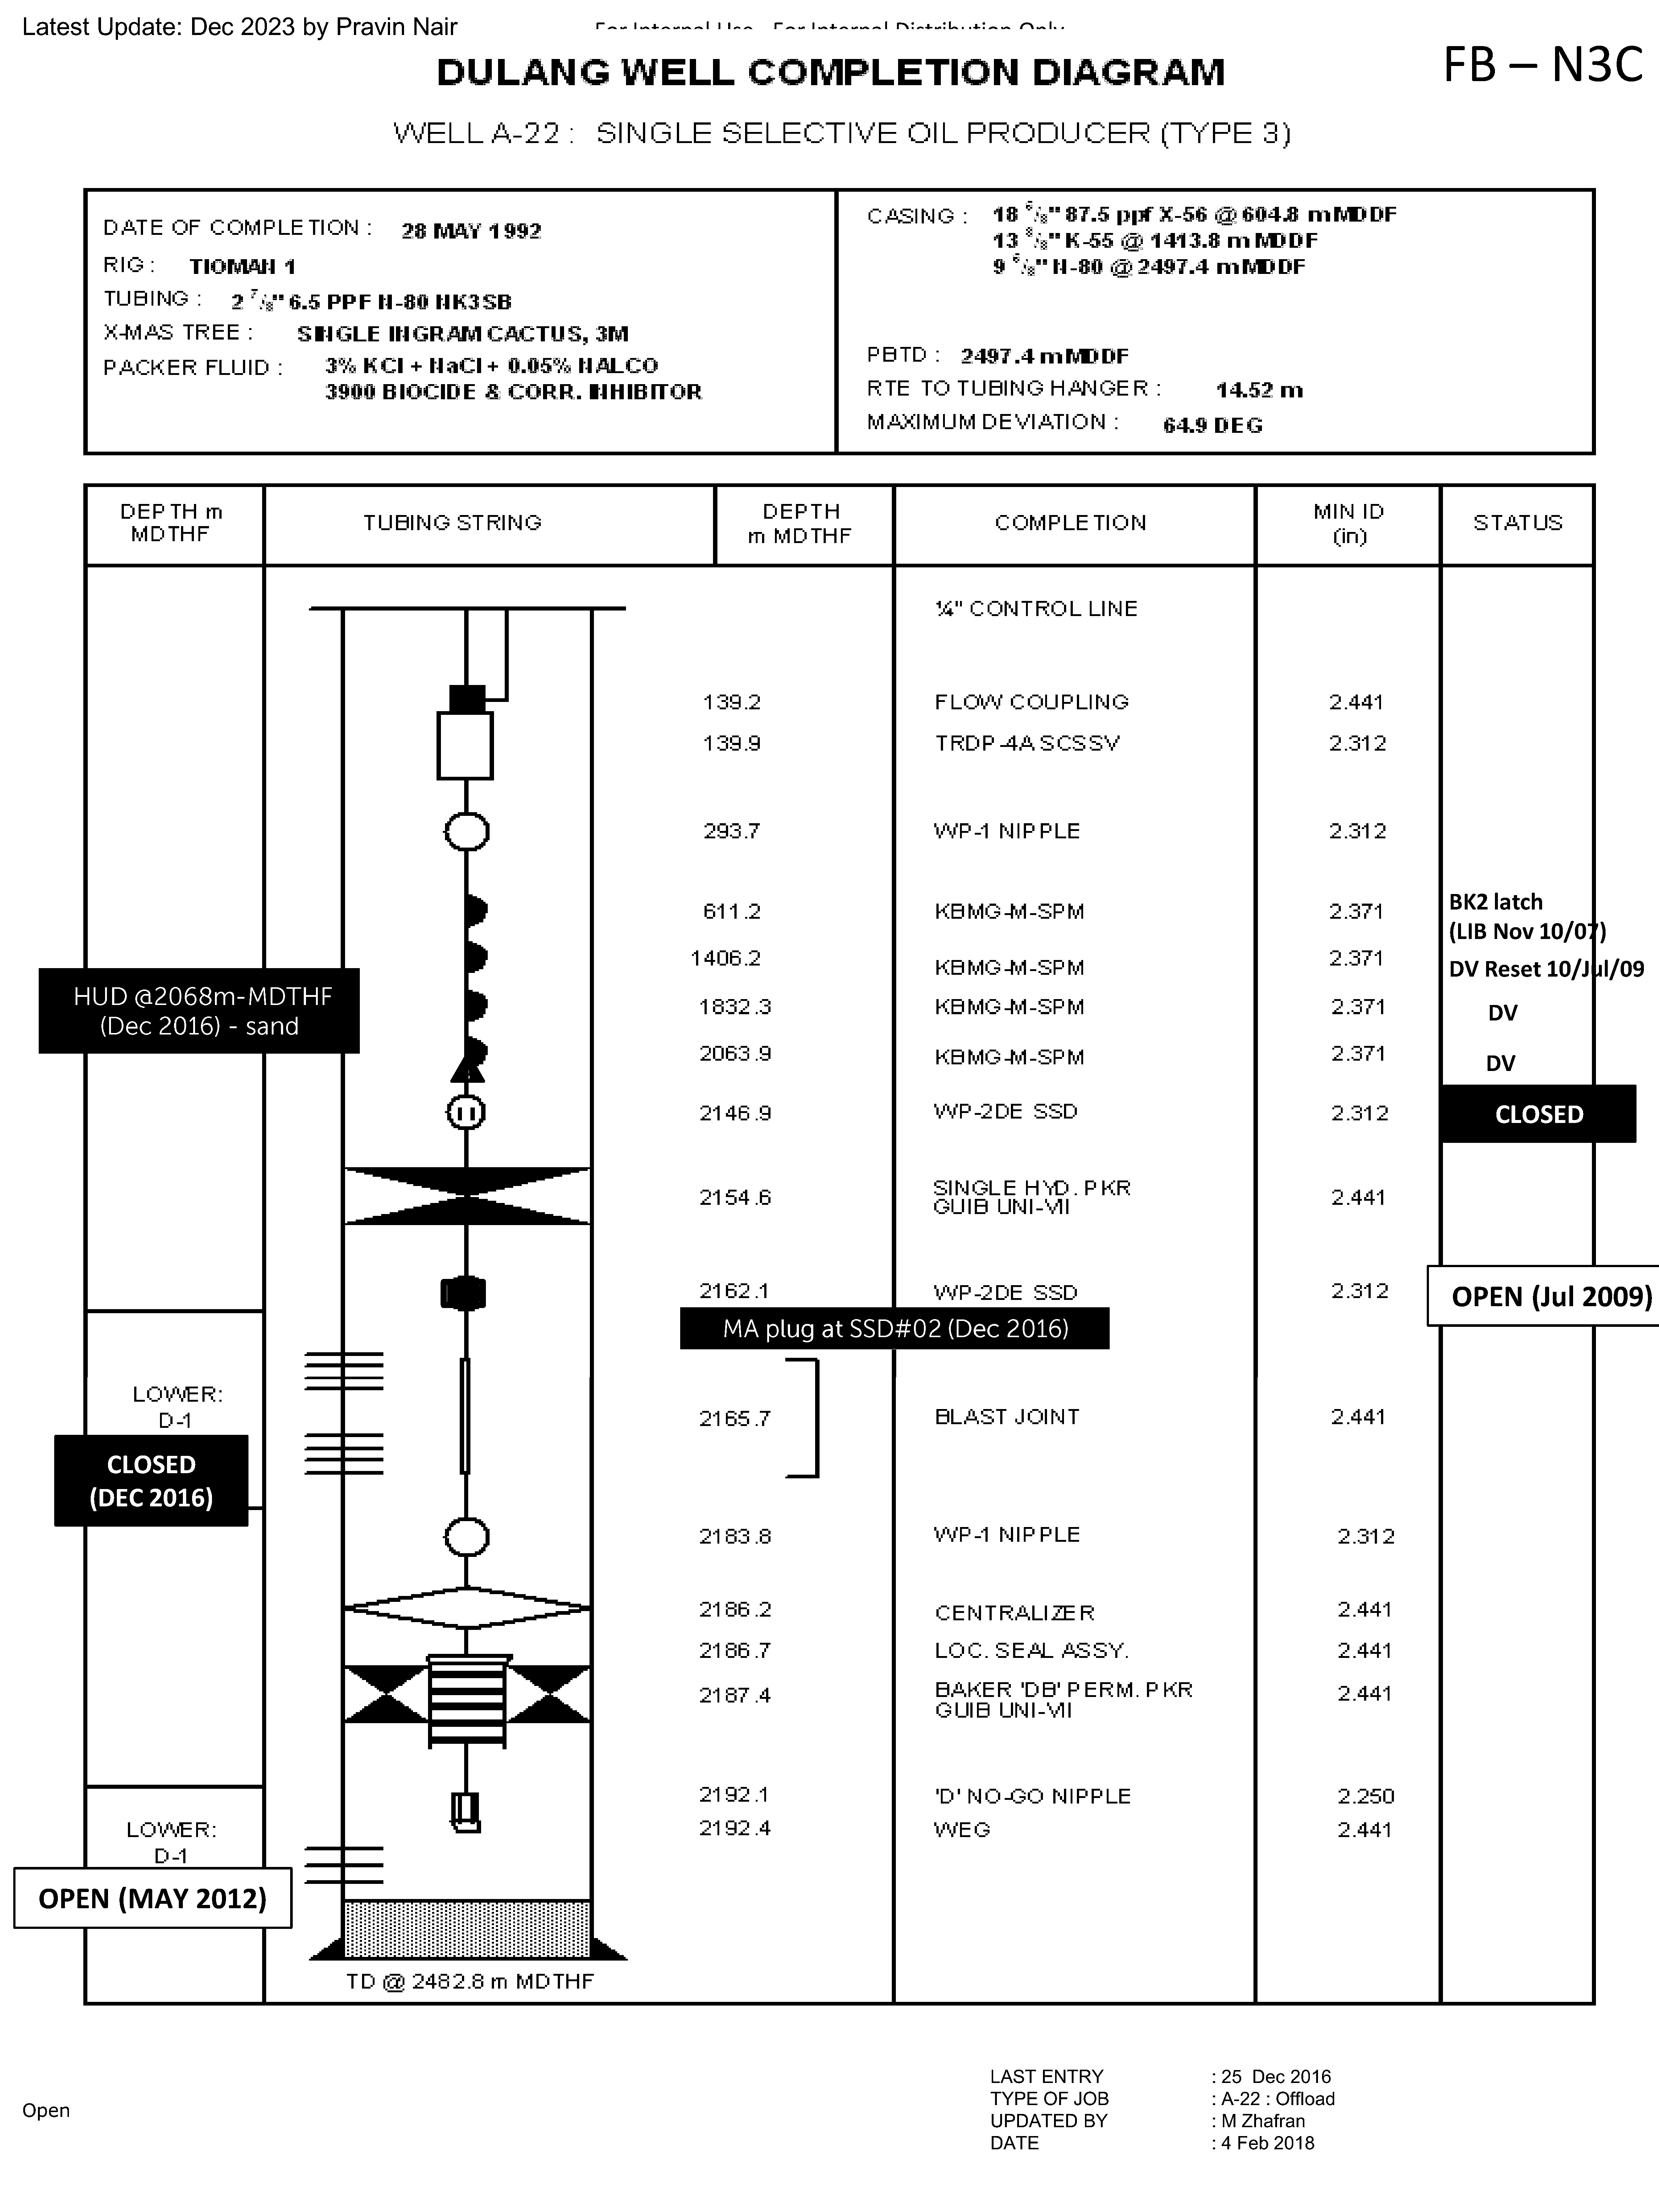 Latest Update: Dec 2023 by Pravin Nair
For Internal Use - For Internal Distribution Only
DULANG WELL COMPLETION DIAGRAM
FB – N3C
WELL A-22 : SINGLE SELECTIVE OIL PRODUCER (TYPE 3)
DATE OF COMPLETION : 28 MAY 1992
RIG : TIOMAN 1
TUBING : 2 7/8" 6.5 PPF N-80 NK3SB
X-MAS TREE : SINGLE INGRAM CACTUS, 3M
PACKER FLUID : 3% KCl + NaCl + 0.05% NALCO
3900 BIOCIDE & CORR. INHIBITOR
CASING : 18 5/8" 87.5 ppf X-56 @ 604.8 mMDDF
13 /8" K-55 @ 1413.8 m MDDF
9 /8" N-80 @ 2497.4 mMDDF
PBTD : 2497.4 mMDDF
RTE TO TUBING HANGER : 14.52 m
MAXIMUM DEVIATION : 64.9 DEG
DEPTH m MDTHF TUBING STRING DEPTH m MDTHF COMPLETION MIN ID (in) STATUS
¼" CONTROL LINE
139.2 FLOW COUPLING 2.441
139.9 TRDP-4A SCSSV 2.312
293.7 WP-1 NIPPLE 2.312
611.2 KBMG-M-SPM 2.371 BK2 latch
(LIB Nov 10/07)
1406.2 KBMG-M-SPM 2.371 DV Reset 10/Jul/09
HUD @2068m-MDTHF
(Dec 2016) - sand
1832.3 KBMG-M-SPM 2.371 DV
2063.9 KBMG-M-SPM 2.371 DV
2146.9 WP-2DE SSD 2.312 CLOSED
2154.6 SINGLE HYD. PKR 2.441
GUIB UNI-VII
2162.1 WP-2DE SSD 2.312 OPEN (Jul 2009)
MA plug at SSD#02 (Dec 2016)
LOWER:
D-1
2165.7 BLAST JOINT 2.441
CLOSED
(DEC 2016)
2183.8 WP-1 NIPPLE 2.312
2186.2 CENTRALIZER 2.441
2186.7 LOC. SEAL ASSY. 2.441
2187.4 BAKER 'DB' PERM. PKR 2.441
GUIB UNI-VII
2192.1 'D' NO-GO NIPPLE 2.250
2192.4 WEG 2.441
LOWER:
D-1
OPEN (MAY 2012)
TD @ 2482.8 m MDTHF
LAST ENTRY : 25 Dec 2016
TYPE OF JOB : A-22 : Offload
UPDATED BY : M Zhafran
DATE : 4 Feb 2018
Open